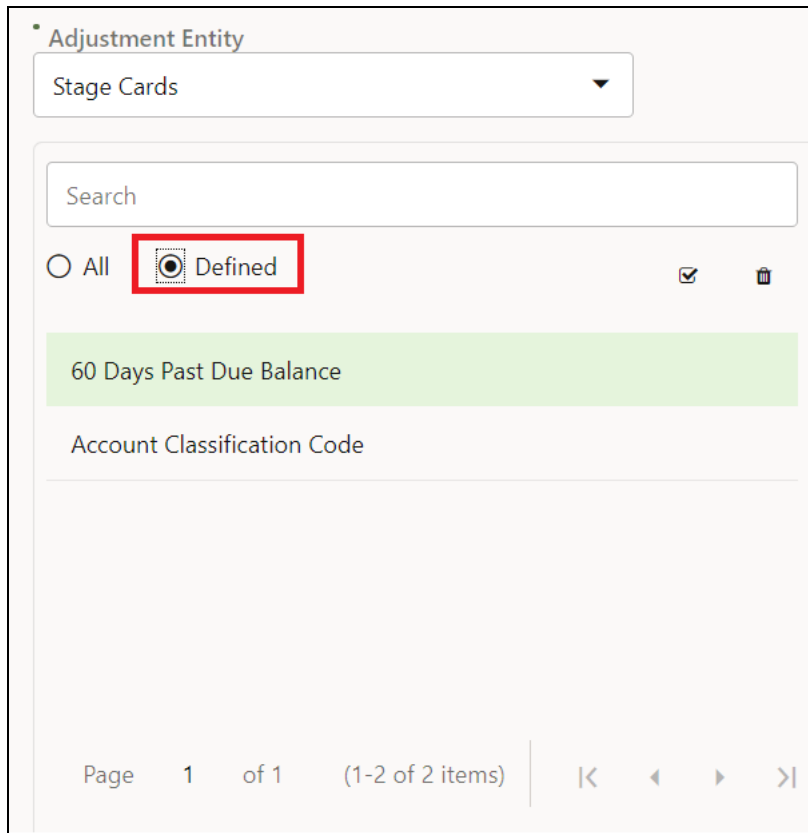 Adjustment Entity
Stage Cards
Search
All Defined
60 Days Past Due Balance
Account Classification Code
Page 1 of 1 (1-2 of 2 items)